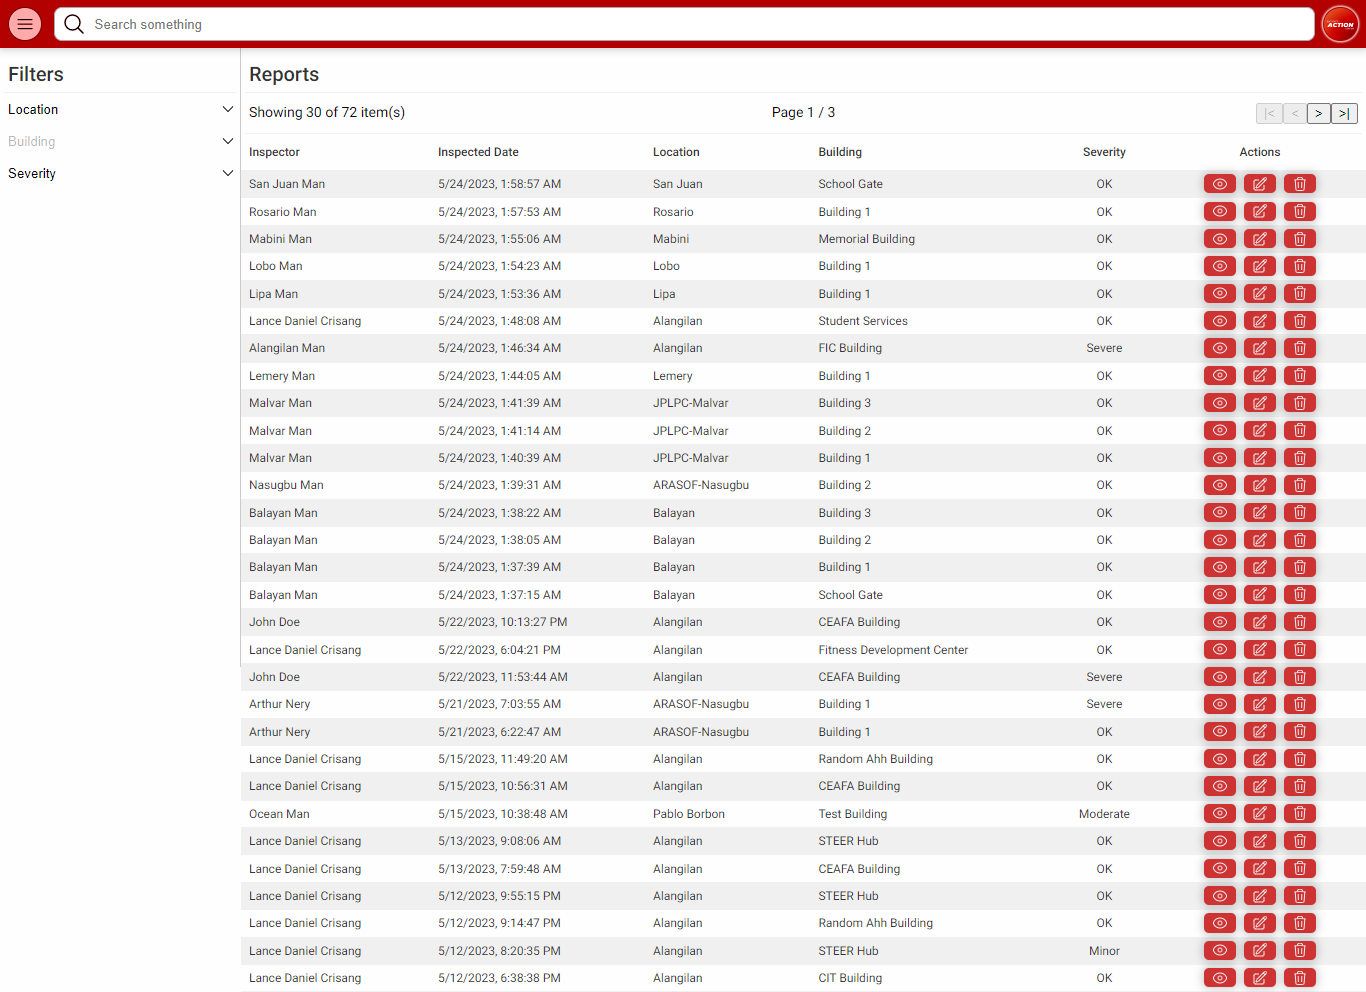 Search something
ACTION
Filters
Location
Building
Severity
Reports
Showing 30 of 72 item(s) Page 1 / 3 |< < > >|
Inspector Inspected Date Location Building Severity Actions
San Juan Man 5/24/2023, 1:58:57 AM San Juan School Gate OK
Rosario Man 5/24/2023, 1:57:53 AM Rosario Building 1 OK
Mabini Man 5/24/2023, 1:55:06 AM Mabini Memorial Building OK
Lobo Man 5/24/2023, 1:54:23 AM Lobo Building 1 OK
Lipa Man 5/24/2023, 1:53:36 AM Lipa Building 1 OK
Lance Daniel Crisang 5/24/2023, 1:48:08 AM Alangilan Student Services OK
Alangilan Man 5/24/2023, 1:46:34 AM Alangilan FIC Building Severe
Lemery Man 5/24/2023, 1:44:05 AM Lemery Building 1 OK
Malvar Man 5/24/2023, 1:41:39 AM JPLPC-Malvar Building 3 OK
Malvar Man 5/24/2023, 1:41:14 AM JPLPC-Malvar Building 2 OK
Malvar Man 5/24/2023, 1:40:39 AM JPLPC-Malvar Building 1 OK
Nasugbu Man 5/24/2023, 1:39:31 AM ARASOF-Nasugbu Building 2 OK
Balayan Man 5/24/2023, 1:38:22 AM Balayan Building 3 OK
Balayan Man 5/24/2023, 1:38:05 AM Balayan Building 2 OK
Balayan Man 5/24/2023, 1:37:39 AM Balayan Building 1 OK
Balayan Man 5/24/2023, 1:37:15 AM Balayan School Gate OK
John Doe 5/22/2023, 10:13:27 PM Alangilan CEAFA Building OK
Lance Daniel Crisang 5/22/2023, 6:04:21 PM Alangilan Fitness Development Center OK
John Doe 5/22/2023, 11:53:44 AM Alangilan CEAFA Building Severe
Arthur Nery 5/21/2023, 7:03:55 AM ARASOF-Nasugbu Building 1 Severe
Arthur Nery 5/21/2023, 6:22:47 AM ARASOF-Nasugbu Building 1 OK
Lance Daniel Crisang 5/15/2023, 11:49:20 AM Alangilan Random Ahh Building OK
Lance Daniel Crisang 5/15/2023, 10:56:31 AM Alangilan CEAFA Building OK
Ocean Man 5/15/2023, 10:38:48 AM Pablo Borbon Test Building Moderate
Lance Daniel Crisang 5/13/2023, 9:08:06 AM Alangilan STEER Hub OK
Lance Daniel Crisang 5/13/2023, 7:59:48 AM Alangilan CEAFA Building OK
Lance Daniel Crisang 5/12/2023, 9:55:15 PM Alangilan STEER Hub OK
Lance Daniel Crisang 5/12/2023, 9:14:47 PM Alangilan Random Ahh Building OK
Lance Daniel Crisang 5/12/2023, 8:20:35 PM Alangilan STEER Hub Minor
Lance Daniel Crisang 5/12/2023, 6:38:38 PM Alangilan CIT Building OK